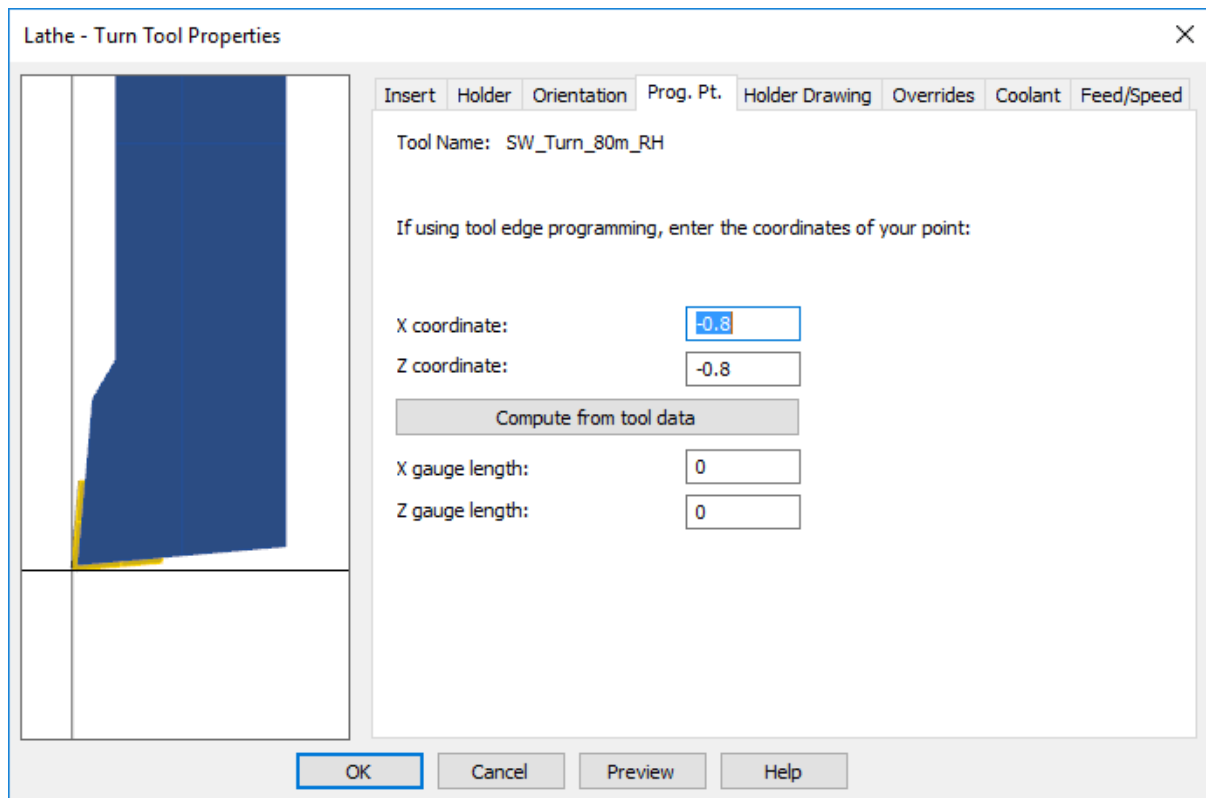 Lathe - Turn Tool Properties
Insert Holder Orientation Prog. Pt. Holder Drawing Overrides Coolant Feed/Speed
Tool Name: SW_Turn_80m_RH
If using tool edge programming, enter the coordinates of your point:
X coordinate: -0.8
Z coordinate: -0.8
Compute from tool data
X gauge length: 0
Z gauge length: 0
OK Cancel Preview Help